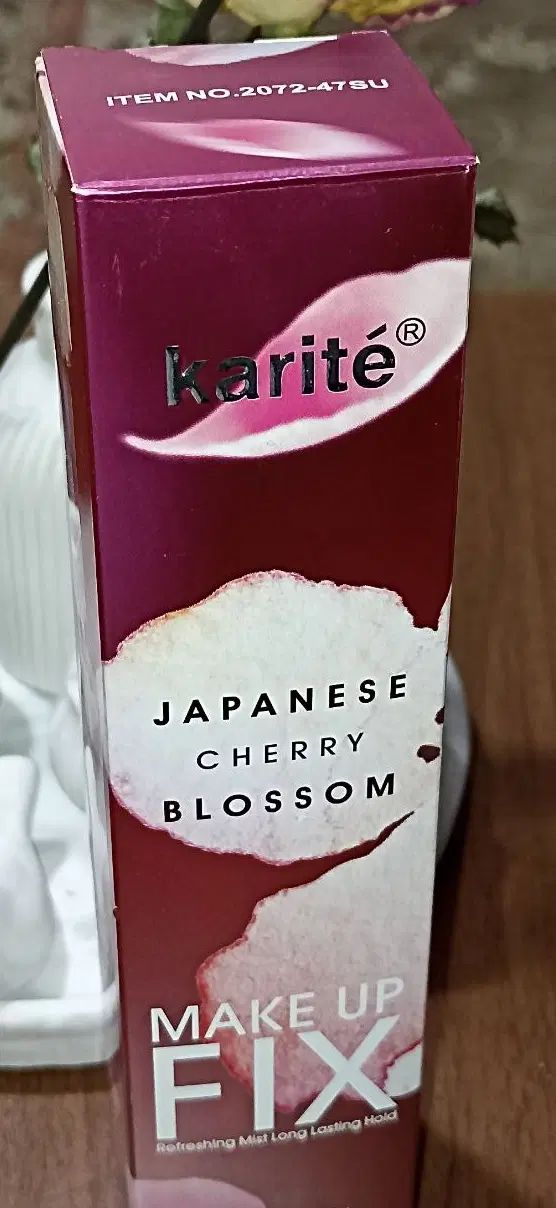 ITEM NO.2072-47SU
karité®
JAPANESE
CHERRY
BLOSSOM
MAKE UP
FIX
Refreshing Mist Long Lasting Hold